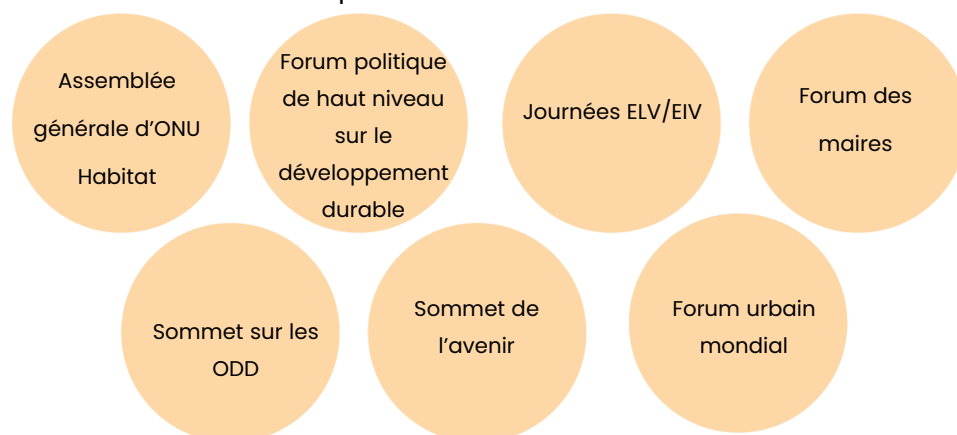 Assemblée
générale d’ONU
Habitat
Forum politique
de haut niveau
sur le
développement
durable
Journées ELV/EIV
Forum des
maires
Sommet sur les
ODD
Sommet de
l’avenir
Forum urbain
mondial